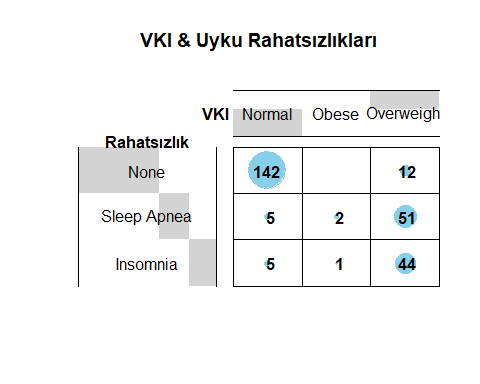 VKI & Uyku Rahatsızlıkları
VKI Normal Obese Overweigh
Rahatsızlık
None 142 12
Sleep Apnea 5 2 51
Insomnia 5 1 44